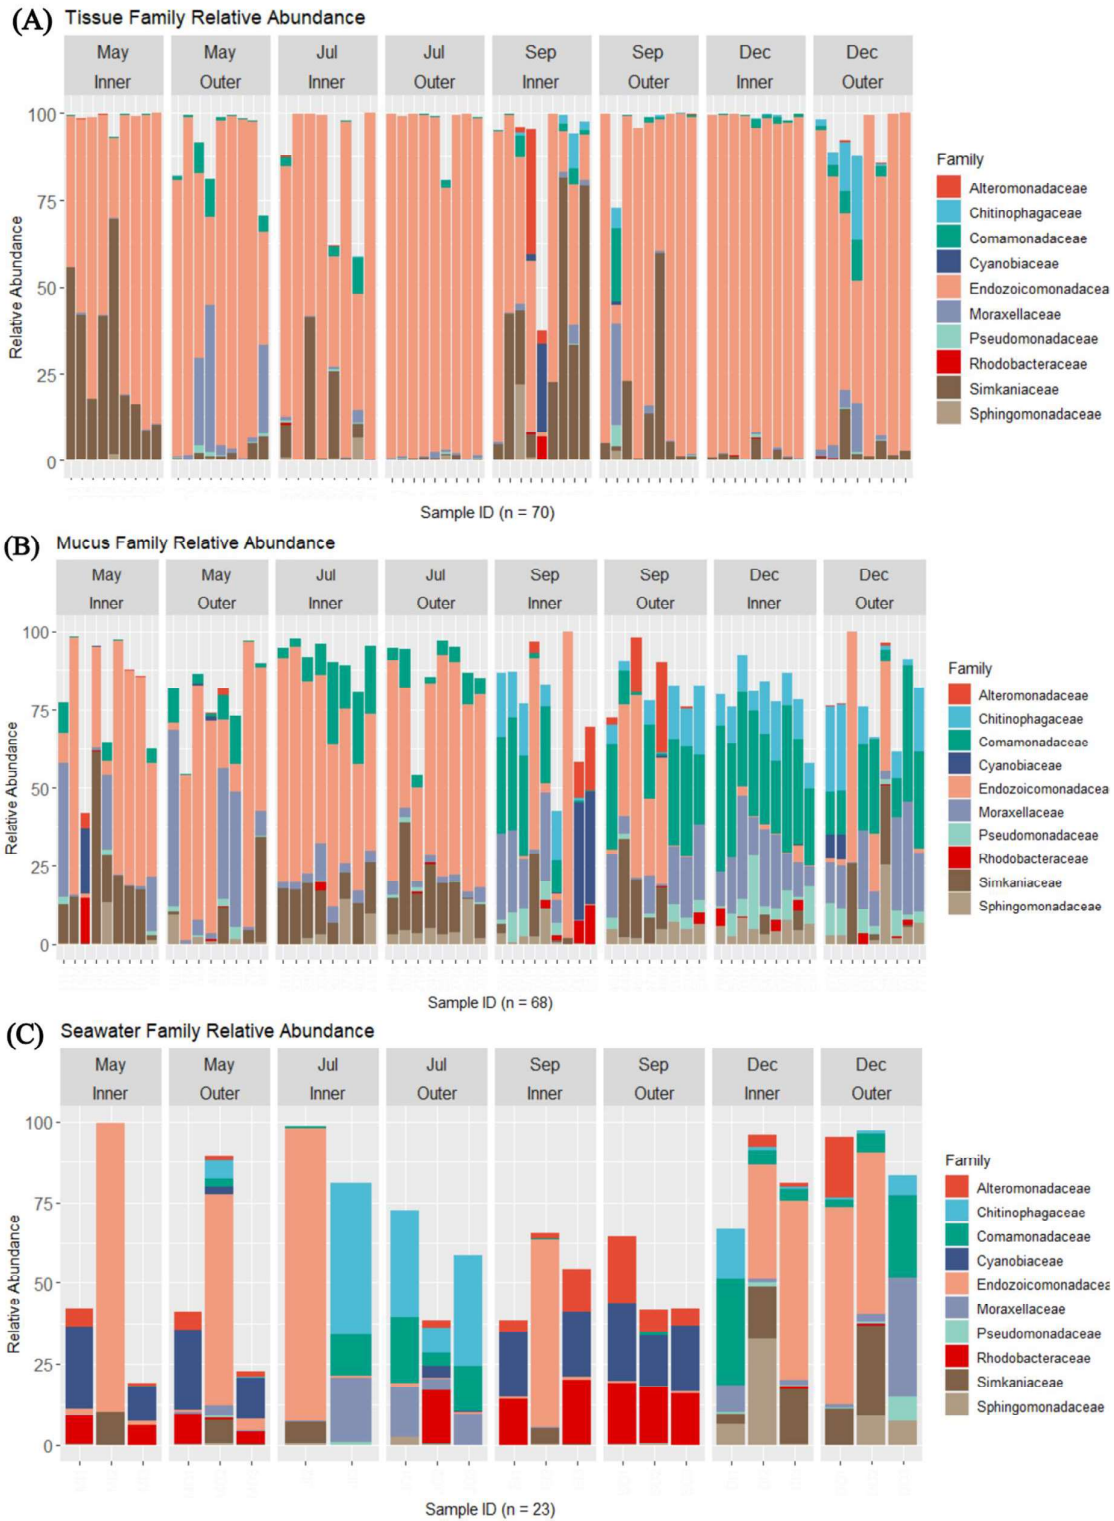 (A) Tissue Family Relative Abundance
May May Jul Jul Sep Sep Dec Dec
Inner Outer Inner Outer Inner Outer Inner Outer
100
75
50
25
0
Relative Abundance
Sample ID (n = 70)
Family
Alteromonadaceae
Chitinophagaceae
Comamonadaceae
Cyanobiaceae
Endozoicomonadacea
Moraxellaceae
Pseudomonadaceae
Rhodobacteraceae
Simkaniaceae
Sphingomonadaceae
(B) Mucus Family Relative Abundance
May May Jul Jul Sep Sep Dec Dec
Inner Outer Inner Outer Inner Outer Inner Outer
100
75
50
25
0
Relative Abundance
Sample ID (n = 68)
Family
Alteromonadaceae
Chitinophagaceae
Comamonadaceae
Cyanobiaceae
Endozoicomonadacea
Moraxellaceae
Pseudomonadaceae
Rhodobacteraceae
Simkaniaceae
Sphingomonadaceae
(C) Seawater Family Relative Abundance
May May Jul Jul Sep Sep Dec Dec
Inner Outer Inner Outer Inner Outer Inner Outer
100
75
50
25
0
Relative Abundance
Sample ID (n = 23)
Family
Alteromonadaceae
Chitinophagaceae
Comamonadaceae
Cyanobiaceae
Endozoicomonadacea
Moraxellaceae
Pseudomonadaceae
Rhodobacteraceae
Simkaniaceae
Sphingomonadaceae